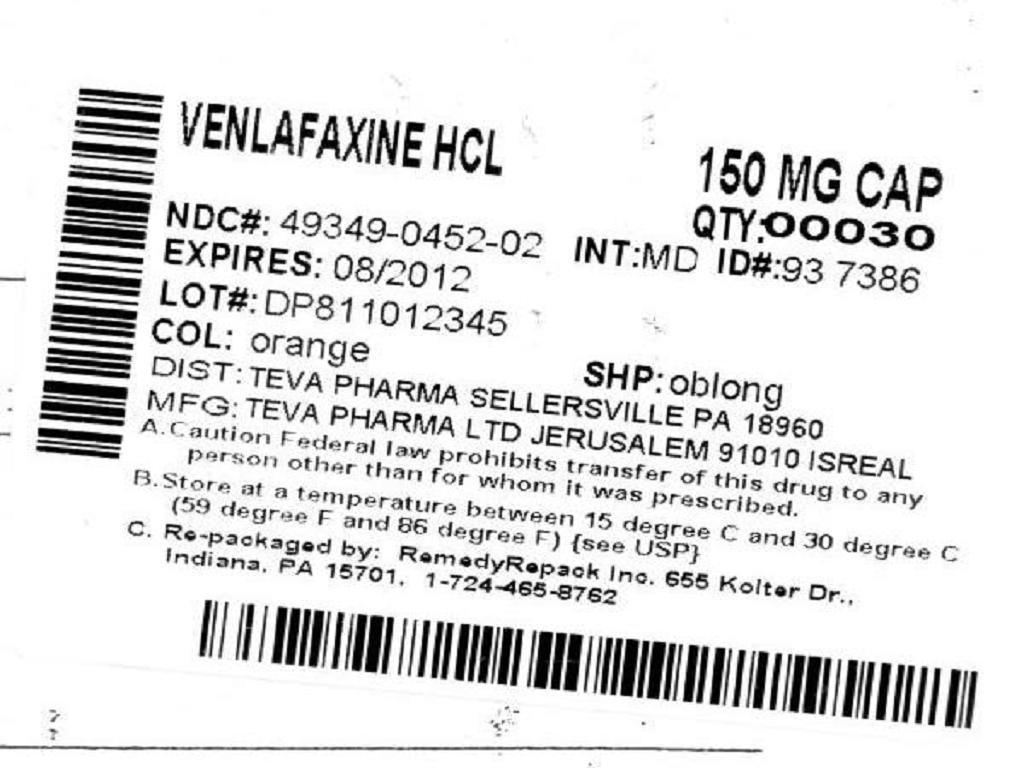 VENLAFAXINE HCL
150 MG CAP
QTY:00030
NDC#: 49349-0452-02 INT:MD ID#:93 7386
EXPIRES: 08/2012
LOT#: DP811012345
COL: orange SHP: oblong
DIST: TEVA PHARMA SELLERSVILLE PA 18960
MFG: TEVA PHARMA LTD JERUSALEM 91010 ISREAL
A. Caution Federal law prohibits transfer of this drug to any
person other than for whom it was prescribed.
B. Store at a temperature between 15 degree C and 30 degree C
(59 degree F and 86 degree F) {see USP}
C. Re-packaged by: RemedyRepack Inc. 655 Kolter Dr.,
Indiana, PA 15701, 1-724-465-8762